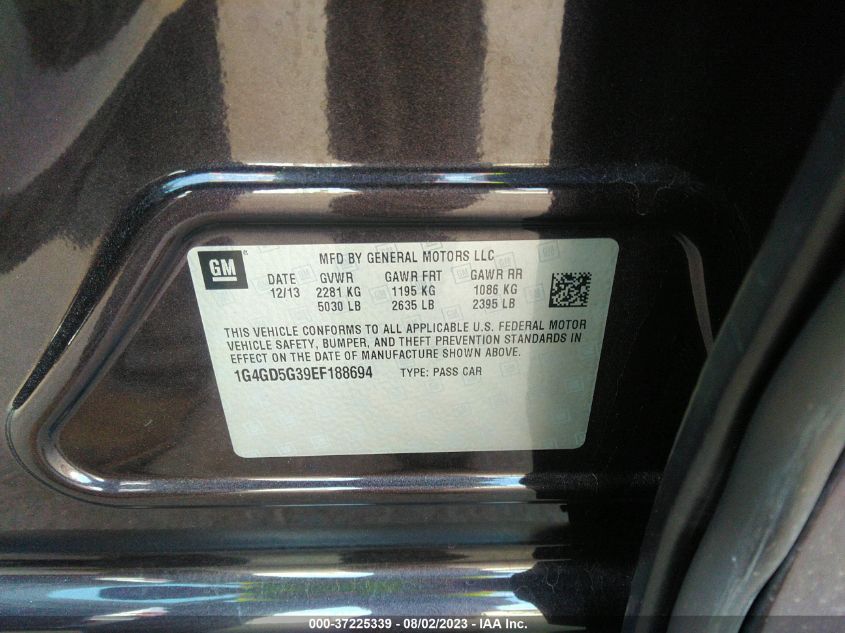 GM ®
MFD BY GENERAL MOTORS LLC
DATE GVWR GAWR FRT GAWR RR
12/13 2281 KG 1195 KG 1086 KG
5030 LB 2635 LB 2395 LB
THIS VEHICLE CONFORMS TO ALL APPLICABLE U.S. FEDERAL MOTOR
VEHICLE SAFETY, BUMPER, AND THEFT PREVENTION STANDARDS IN
EFFECT ON THE DATE OF MANUFACTURE SHOWN ABOVE.
1G4GD5G39EF188694 TYPE: PASS CAR
000-37225339 - 08/02/2023 - IAA Inc.